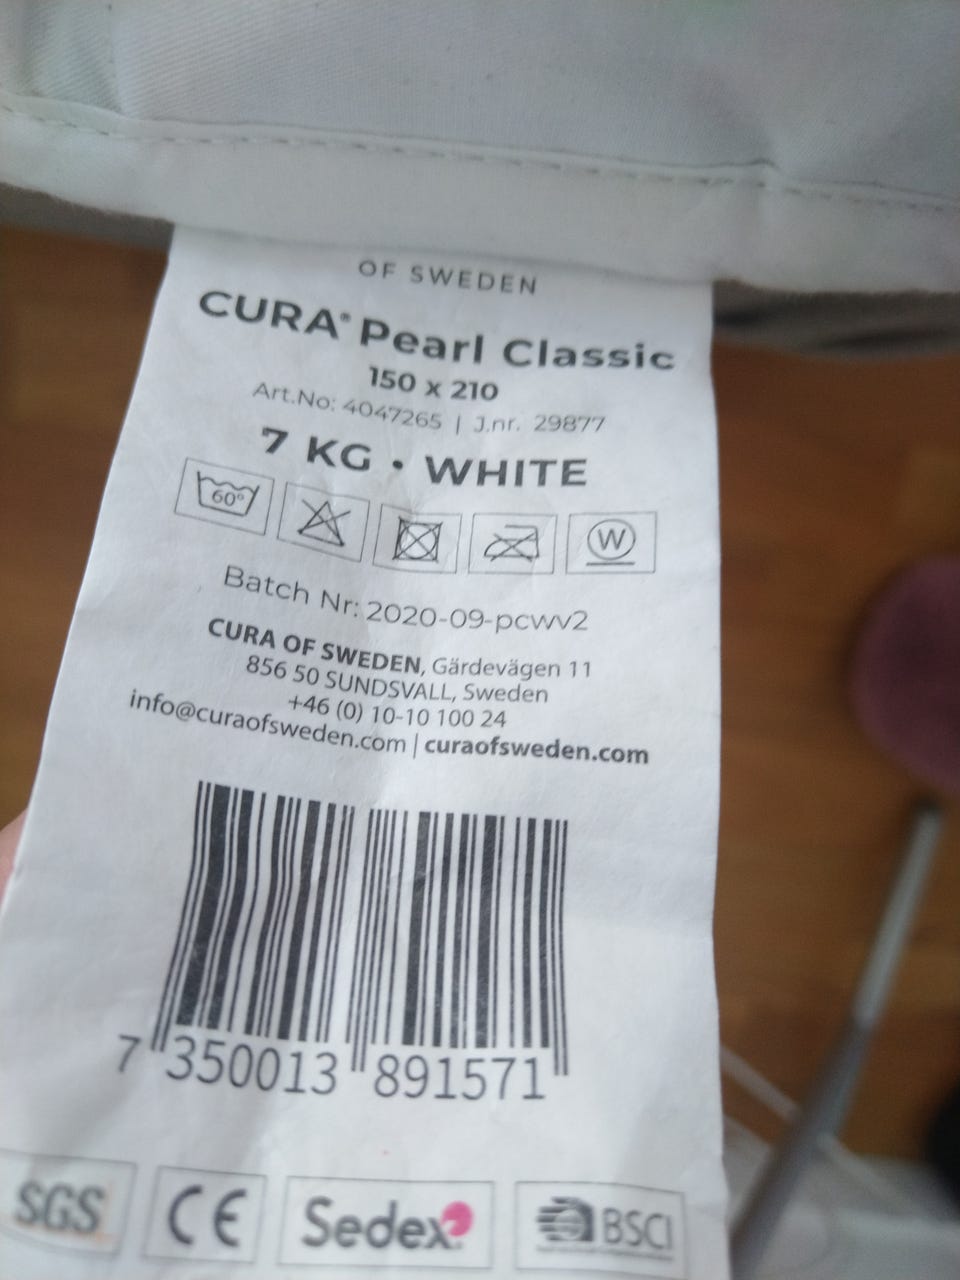 OF SWEDEN
CURA® Pearl Classic
150 x 210
Art.No: 4047265 | J.nr. 29877
7 KG • WHITE
60°
W
Batch Nr: 2020-09-pcwv2
CURA OF SWEDEN, Gärdevägen 11
856 50 SUNDSVALL, Sweden
+46 (0) 10-10 100 24
info@curaofsweden.com | curaofsweden.com
7 350013 891571
SGS CE Sedex BSCI